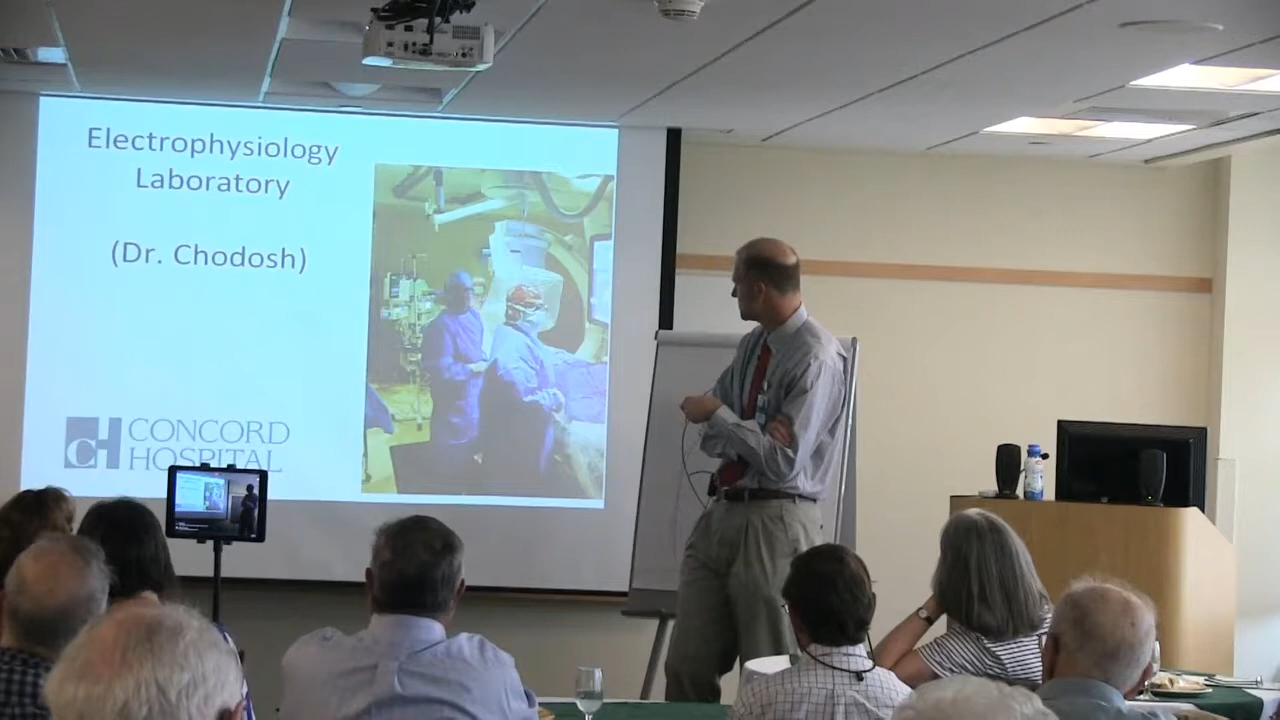 Electrophysiology
Laboratory
(Dr. Chodosh)
CH
CONCORD
HOSPITAL